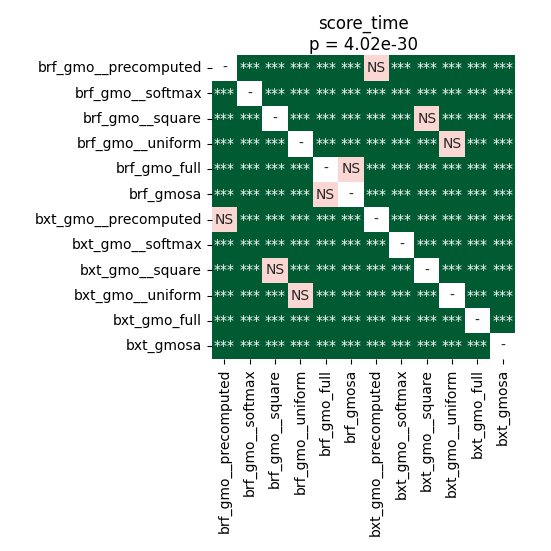 score_time
p = 4.02e-30
brf_gmo__precomputed - *** *** *** *** *** NS *** *** *** *** ***
brf_gmo__softmax *** - *** *** *** *** *** *** *** *** *** ***
brf_gmo__square *** *** - *** *** *** *** *** NS *** *** ***
brf_gmo__uniform *** *** *** - *** *** *** *** *** NS *** ***
brf_gmo_full *** *** *** *** - NS *** *** *** *** *** ***
brf_gmosa *** *** *** *** NS - *** *** *** *** *** ***
bxt_gmo__precomputed NS *** *** *** *** *** - *** *** *** *** ***
bxt_gmo__softmax *** *** *** *** *** *** *** - *** *** *** ***
bxt_gmo__square *** *** NS *** *** *** *** *** - *** *** ***
bxt_gmo__uniform *** *** *** NS *** *** *** *** *** - *** ***
bxt_gmo_full *** *** *** *** *** *** *** *** *** *** - ***
bxt_gmosa *** *** *** *** *** *** *** *** *** *** *** -
brf_gmo__precomputed
brf_gmo__softmax
brf_gmo__square
brf_gmo__uniform
brf_gmo_full
brf_gmosa
bxt_gmo__precomputed
bxt_gmo__softmax
bxt_gmo__square
bxt_gmo__uniform
bxt_gmo_full
bxt_gmosa